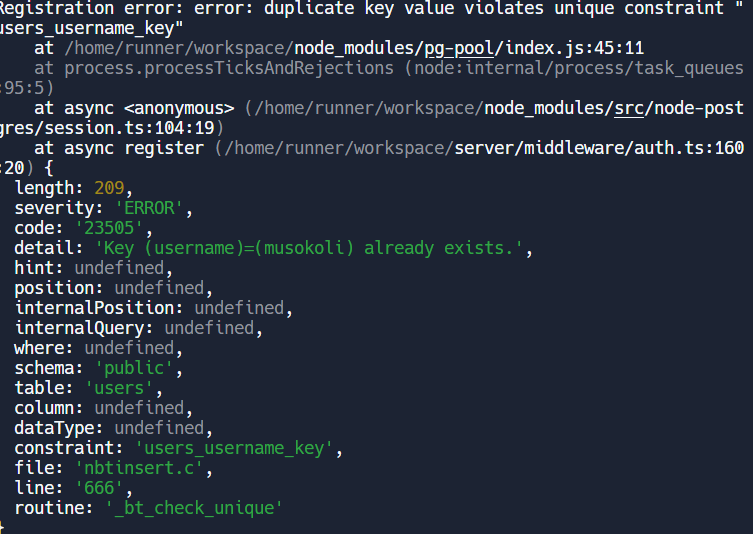 Registration error: error: duplicate key value violates unique constraint "
users_username_key"
    at /home/runner/workspace/node_modules/pg-pool/index.js:45:11
    at process.processTicksAndRejections (node:internal/process/task_queues
:95:5)
    at async <anonymous> (/home/runner/workspace/node_modules/src/node-post
gres/session.ts:104:19)
    at async register (/home/runner/workspace/server/middleware/auth.ts:160
:20) {
  length: 209,
  severity: 'ERROR',
  code: '23505',
  detail: 'Key (username)=(musokoli) already exists.',
  hint: undefined,
  position: undefined,
  internalPosition: undefined,
  internalQuery: undefined,
  where: undefined,
  schema: 'public',
  table: 'users',
  column: undefined,
  dataType: undefined,
  constraint: 'users_username_key',
  file: 'nbtinsert.c',
  line: '666',
  routine: '_bt_check_unique'
}